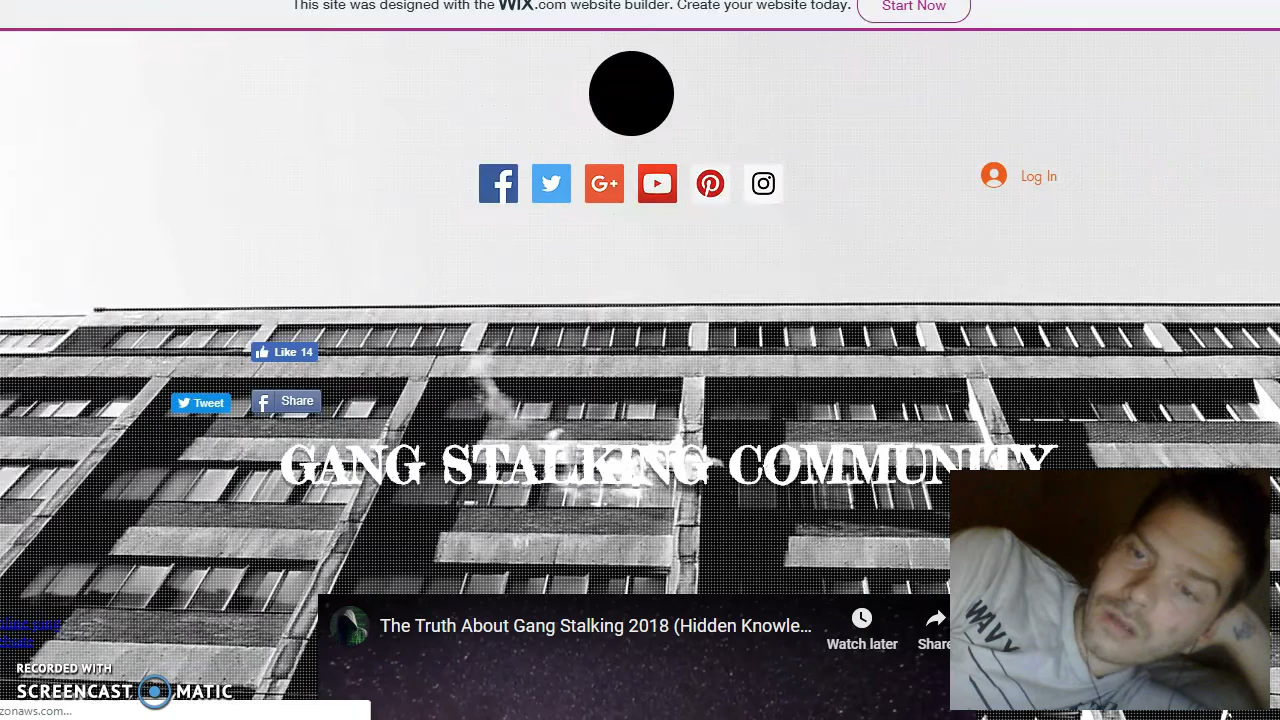 This site was designed with the WIX.com website builder. Create your website today.
Start Now
G+
Log In
Like 14
Tweet
Share
GANG STALKING COMMUNITY
WAVY
The Truth About Gang Stalking 2018 (Hidden Knowle...
Watch later
Share
RECORDED WITH
SCREENCAST MATIC
zonaws.com...